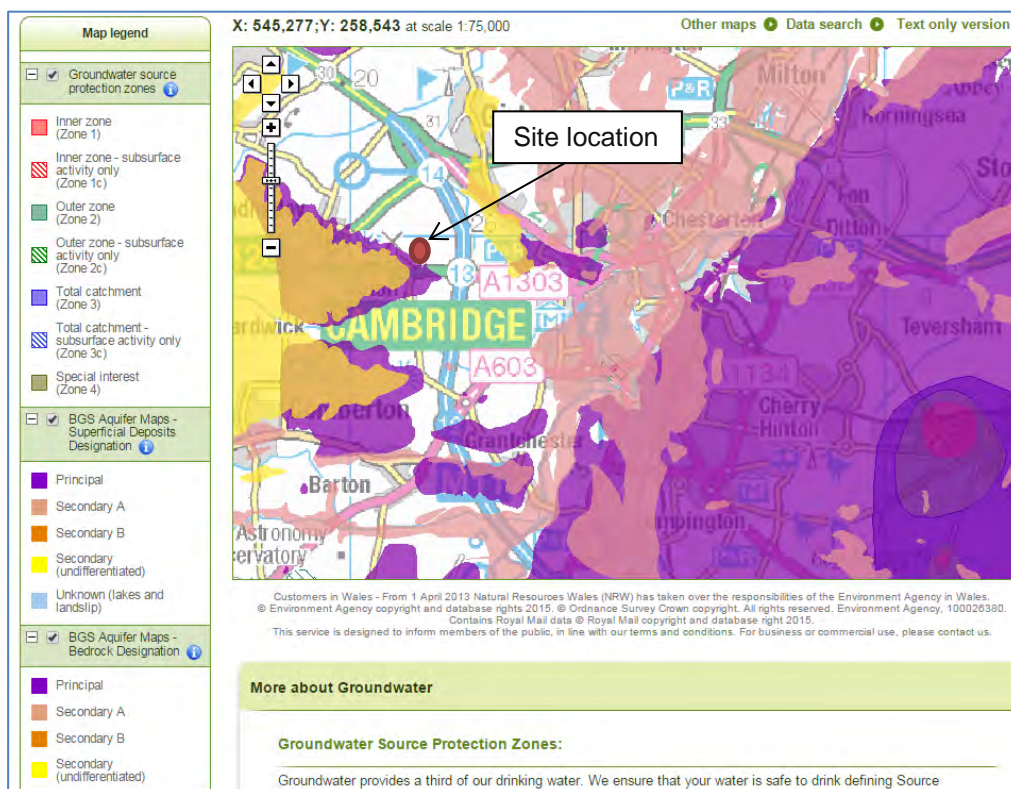 Map legend
X: 545,277;Y: 258,543 at scale 1:75,000
Other maps
Data search
Text only version
Groundwater source
protection zones
Inner zone
(Zone 1)
Inner zone - subsurface
activity only
(Zone 1c)
Outer zone
(Zone 2)
Outer zone - subsurface
activity only
(Zone 2c)
Total catchment
(Zone 3)
Total catchment -
subsurface activity only
(Zone 3c)
Special interest
(Zone 4)
BGS Aquifer Maps -
Superficial Deposits
Designation
Principal
Secondary A
Secondary B
Secondary
(undifferentiated)
Unknown (lakes and
landslip)
BGS Aquifer Maps -
Bedrock Designation
Principal
Secondary A
Secondary B
Secondary
(undifferentiated)
Milton
30
20
P&R
31
33
Site location
14
Sto
Fen
Chesterton
Ditton
13
A1303
CAMBRIDGE
Teversham
A603
1134
Cherry
Hinton
Grantchester
Barton
Astronomy
Customers in Wales - From 1 April 2013 Natural Resources Wales (NRW) has taken over the responsibilities of the Environment Agency in Wales.
© Environment Agency copyright and database rights 2015. © Ordnance Survey Crown copyright. All rights reserved. Environment Agency, 100026380.
Contains Royal Mail data © Royal Mail copyright and database right 2015.
This service is designed to inform members of the public, in line with our terms and conditions. For business or commercial use, please contact us.
More about Groundwater
Groundwater Source Protection Zones:
Groundwater provides a third of our drinking water. We ensure that your water is safe to drink defining Source